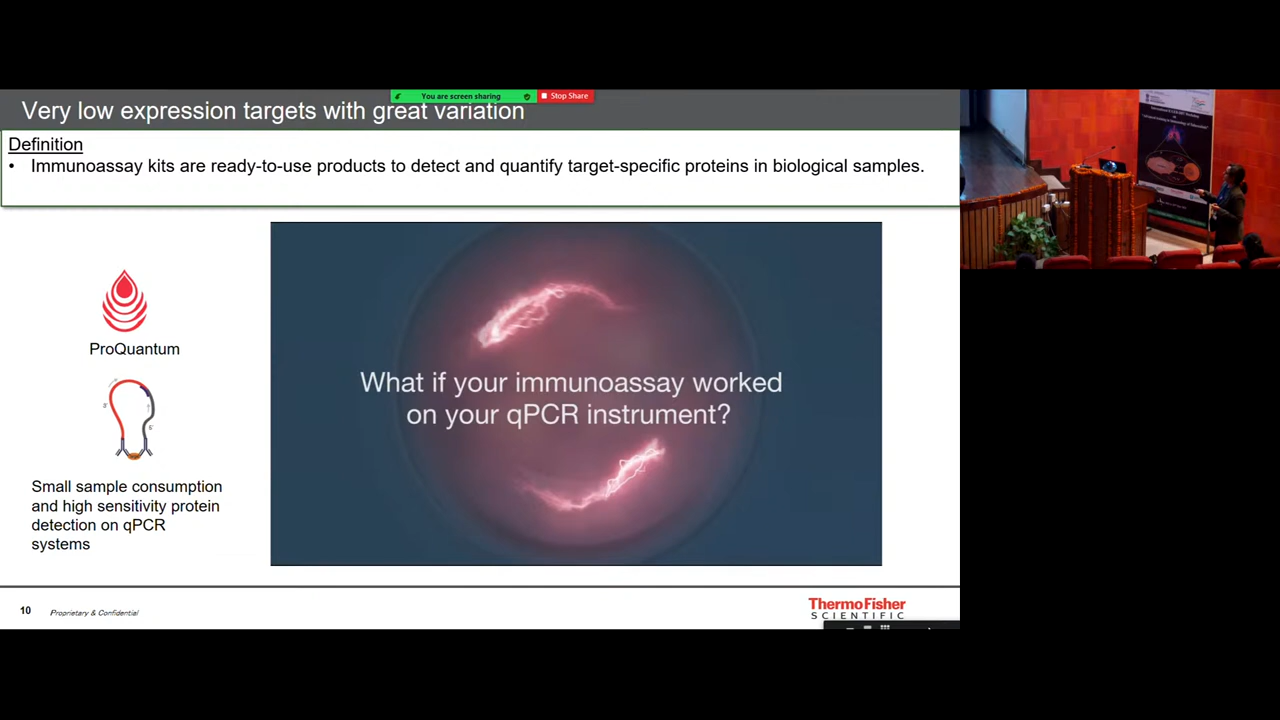 You are screen sharing
Stop Share
Very low expression targets with great variation
Definition
• Immunoassay kits are ready-to-use products to detect and quantify target-specific proteins in biological samples.
ProQuantum
3'
5'
Small sample consumption
and high sensitivity protein
detection on qPCR
systems
What if your immunoassay worked
on your qPCR instrument?
10
Proprietary & Confidential
ThermoFisher
SCIENTIFIC